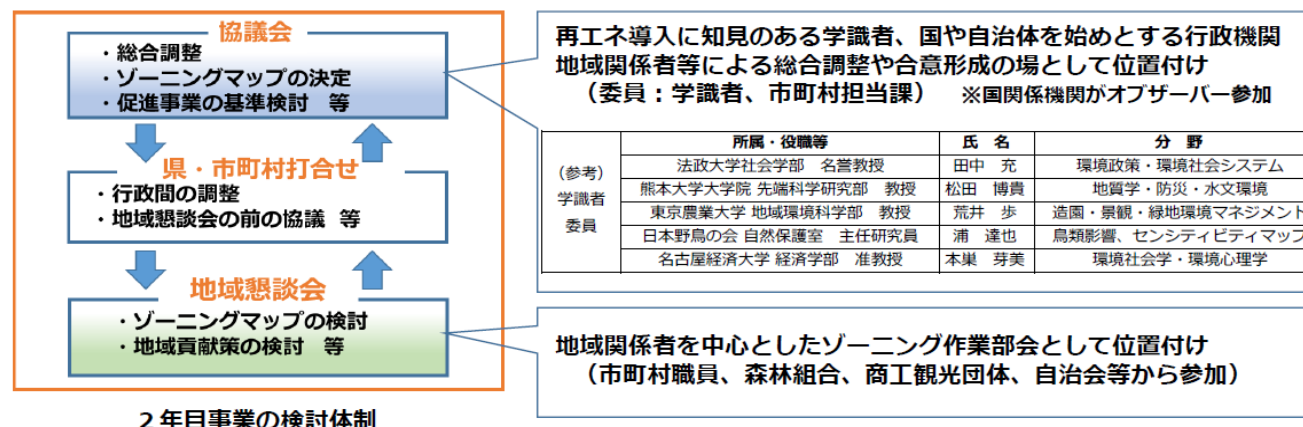 協議会
・総合調整
・ゾーニングマップの決定
・促進事業の基準検討 等
県・市町村打合せ
・行政間の調整
・地域懇談会の前の協議 等
地域懇談会
・ゾーニングマップの検討
・地域貢献策の検討 等
2年目事業の検討体制
再エネ導入に知見のある学識者、国や自治体を始めとする行政機関
地域関係者等による総合調整や合意形成の場として位置付け
（委員：学識者、市町村担当課） ※国関係機関がオブザーバー参加
（参考）
学識者
委員
所属・役職等 氏 名 分 野
法政大学社会学部 名誉教授 田中 充 環境政策・環境社会システム
熊本大学大学院 先端科学研究部 教授 松田 博貴 地質学・防災・水文環境
東京農業大学 地域環境科学部 教授 荒井 歩 造園・景観・緑地環境マネジメント
日本野鳥の会 自然保護室 主任研究員 浦 達也 鳥類影響、センシティビティマップ
名古屋経済大学 経済学部 准教授 本巣 芽美 環境社会学・環境心理学
地域関係者を中心としたゾーニング作業部会として位置付け
（市町村職員、森林組合、商工観光団体、自治会等から参加）